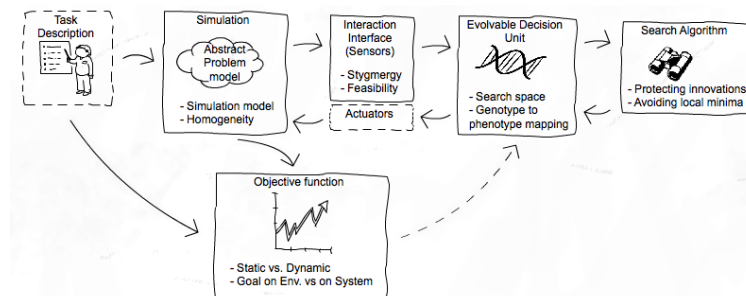 Task
Description
Simulation
Abstract
Problem
model
- Simulation model
- Homogeneity
Interaction
Interface
(Sensors)
- Stygmergy
- Feasibility
Actuators
Evolvable Decision
Unit
- Search space
- Genotype to
phenotype mapping
Search Algorithm
- Protecting innovations
- Avoiding local minima
Objective function
- Static vs. Dynamic
- Goal on Env. vs on System